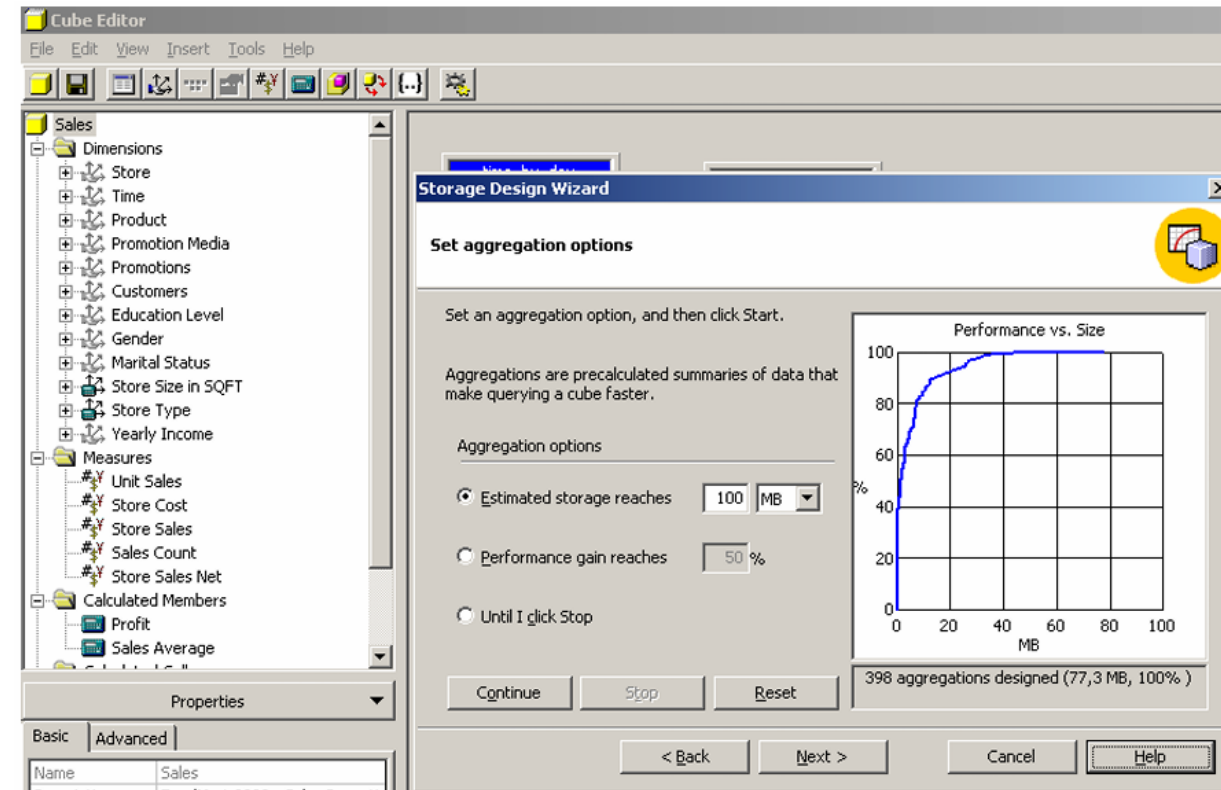 Cube Editor
File Edit View Insert Tools Help
Sales
Dimensions
Store
Time
Product
Promotion Media
Promotions
Customers
Education Level
Gender
Marital Status
Store Size in SQFT
Store Type
Yearly Income
Measures
Unit Sales
Store Cost
Store Sales
Sales Count
Store Sales Net
Calculated Members
Profit
Sales Average
Properties
Basic Advanced
Name Sales
Storage Design Wizard
Set aggregation options
Set an aggregation option, and then click Start.
Aggregations are precalculated summaries of data that
make querying a cube faster.
Aggregation options
Estimated storage reaches 100 MB
Performance gain reaches 50 %
Until I click Stop
Continue Stop Reset
Performance vs. Size
100
80
60
%
40
20
0
0 20 40 60 80 100
MB
398 aggregations designed (77,3 MB, 100% )
< Back Next > Cancel Help